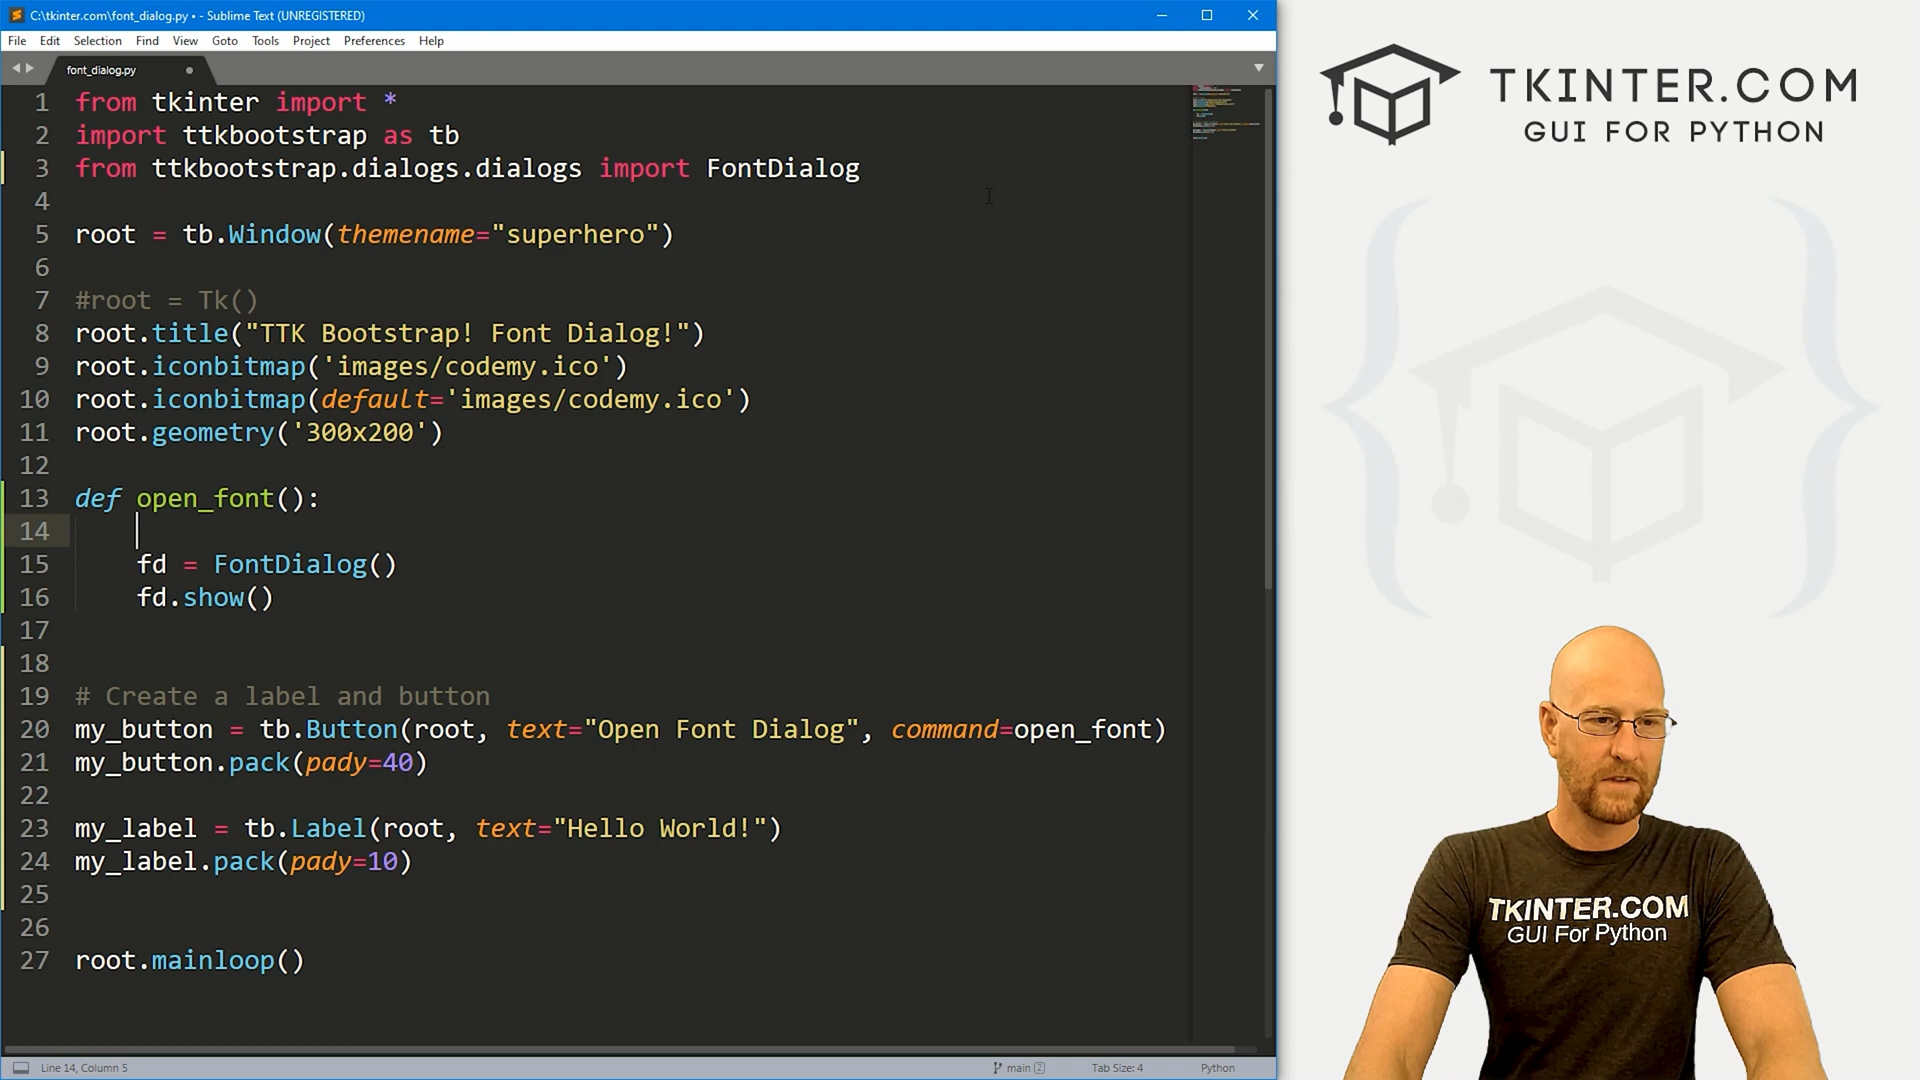 C:\tkinter.com\font_dialog.py • - Sublime Text (UNREGISTERED)
File Edit Selection Find View Goto Tools Project Preferences Help
font_dialog.py
1 from tkinter import *
2 import ttkbootstrap as tb
3 from ttkbootstrap.dialogs.dialogs import FontDialog
4
5 root = tb.Window(themename="superhero")
6
7 #root = Tk()
8 root.title("TTK Bootstrap! Font Dialog!")
9 root.iconbitmap('images/codemy.ico')
10 root.iconbitmap(default='images/codemy.ico')
11 root.geometry('300x200')
12
13 def open_font():
14
15 fd = FontDialog()
16 fd.show()
17
18
19 # Create a label and button
20 my_button = tb.Button(root, text="Open Font Dialog", command=open_font)
21 my_button.pack(pady=40)
22
23 my_label = tb.Label(root, text="Hello World!")
24 my_label.pack(pady=10)
25
26
27 root.mainloop()
Line 14, Column 5
main 2
Tab Size: 4
Python
TKINTER.COM
GUI FOR PYTHON
TKINTER.COM
GUI For Python